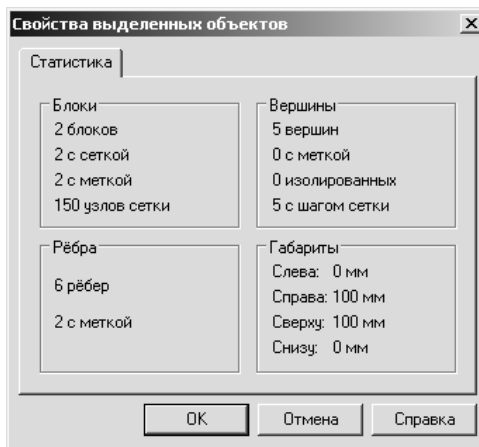 Свойства выделенных объектов
Статистика
Блоки
2 блоков
2 с сеткой
2 с меткой
150 узлов сетки
Вершины
5 вершин
0 с меткой
0 изолированных
5 с шагом сетки
Рёбра
6 рёбер
2 с меткой
Габариты
Слева: 0 мм
Справа: 100 мм
Сверху: 100 мм
Снизу: 0 мм
OK
Отмена
Справка